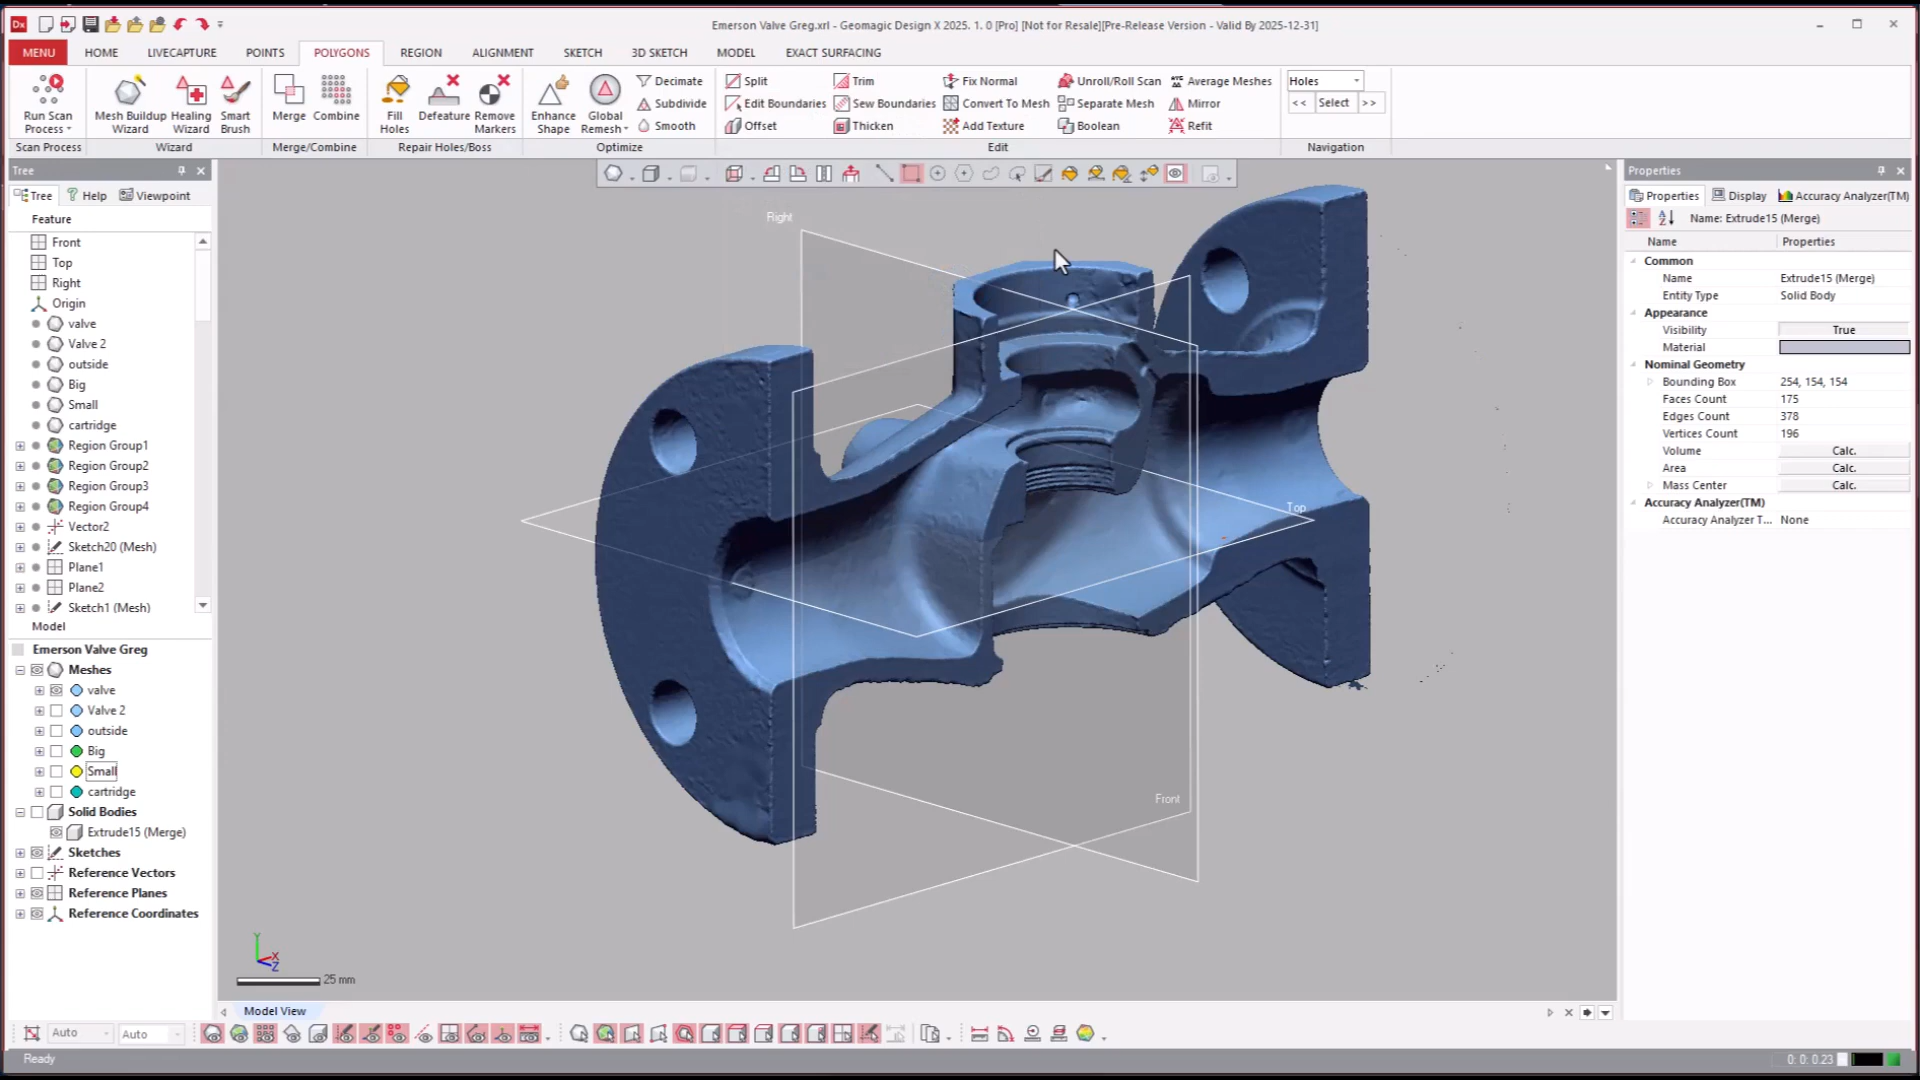 Dx
Emerson Valve Greg.xrl - Geomagic Design X 2025. 1. 0 [Pro] [Not for Resale][Pre-Release Version - Valid By 2025-12-31]
MENU HOME LIVECAPTURE POINTS POLYGONS REGION ALIGNMENT SKETCH 3D SKETCH MODEL EXACT SURFACING
Run Scan Process
Mesh Buildup Wizard
Healing Wizard
Smart Brush
Merge
Combine
Fill Holes
Defeature
Remove Markers
Enhance Shape
Global Remesh
Decimate
Subdivide
Smooth
Split Trim Fix Normal Unroll/Roll Scan Average Meshes
Edit Boundaries Sew Boundaries Convert To Mesh Separate Mesh Mirror
Offset Thicken Add Texture Boolean Refit
Holes
<< Select >>
Scan Process Wizard Merge/Combine Repair Holes/Boss Optimize Edit Navigation
Tree
Tree Help Viewpoint
Feature
Front
Top
Right
Origin
valve
Valve 2
outside
Big
Small
cartridge
Region Group1
Region Group2
Region Group3
Region Group4
Vector2
Sketch20 (Mesh)
Plane1
Plane2
Sketch1 (Mesh)
Model
Emerson Valve Greg
Meshes
valve
Valve 2
outside
Big
Small
cartridge
Solid Bodies
Extrude15 (Merge)
Sketches
Reference Vectors
Reference Planes
Reference Coordinates
Right
Top
Front
Y
X
Z
25 mm
Model View
Properties
Properties Display Accuracy Analyzer(TM)
Name: Extrude15 (Merge)
Name Properties
Common
Name Extrude15 (Merge)
Entity Type Solid Body
Appearance
Visibility True
Material
Nominal Geometry
Bounding Box 254, 154, 154
Faces Count 175
Edges Count 378
Vertices Count 196
Volume Calc.
Area Calc.
Mass Center Calc.
Accuracy Analyzer(TM)
Accuracy Analyzer T... None
Auto Auto
Ready
0: 0: 0.23